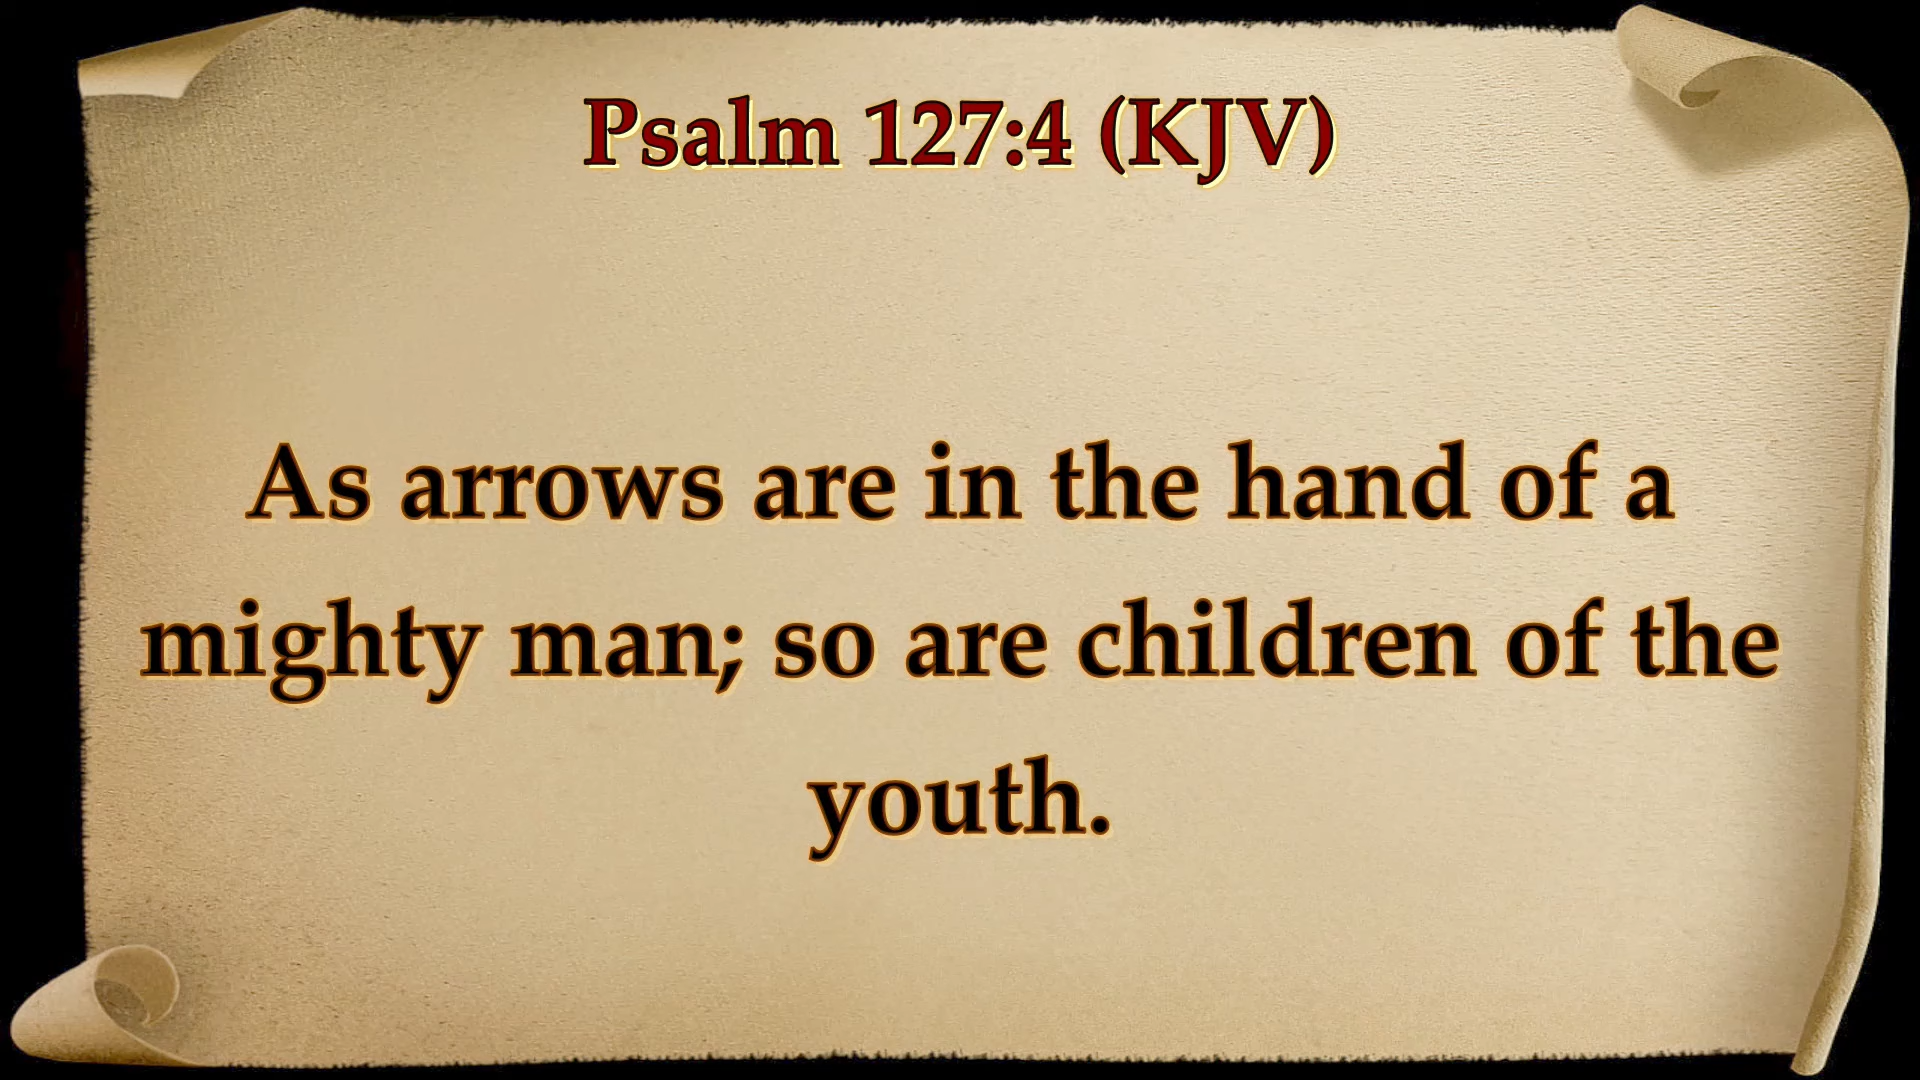 Psalm 127:4 (KJV)
As arrows are in the hand of a
mighty man; so are children of the
youth.